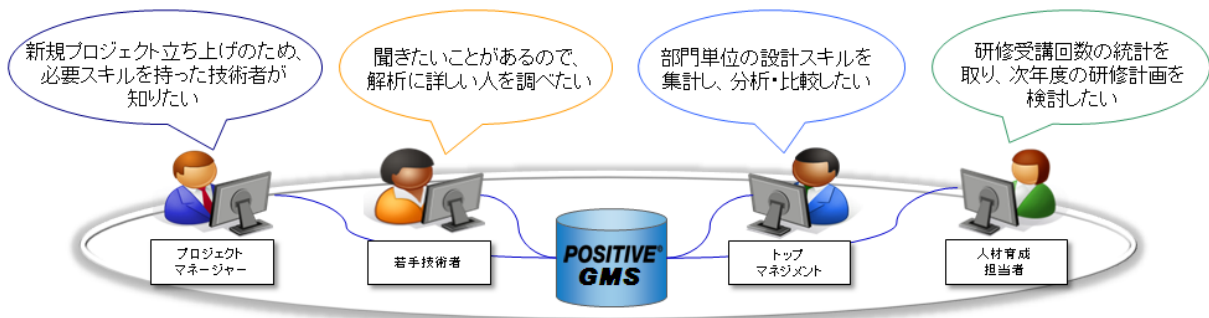 新規プロジェクト立ち上げのため、
必要スキルを持った技術者が
知りたい
聞きたいことがあるので、
解析に詳しい人を調べたい
部門単位の設計スキルを
集計し、分析・比較したい
研修受講回数の統計を
取り、次年度の研修計画を
検討したい
プロジェクト
マネージャー
若手技術者
POSITIVE®
GMS
トップ
マネジメント
人材育成
担当者